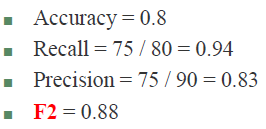 Accuracy = 0.8
Recall = 75 / 80 = 0.94
Precision = 75 / 90 = 0.83
F2 = 0.88